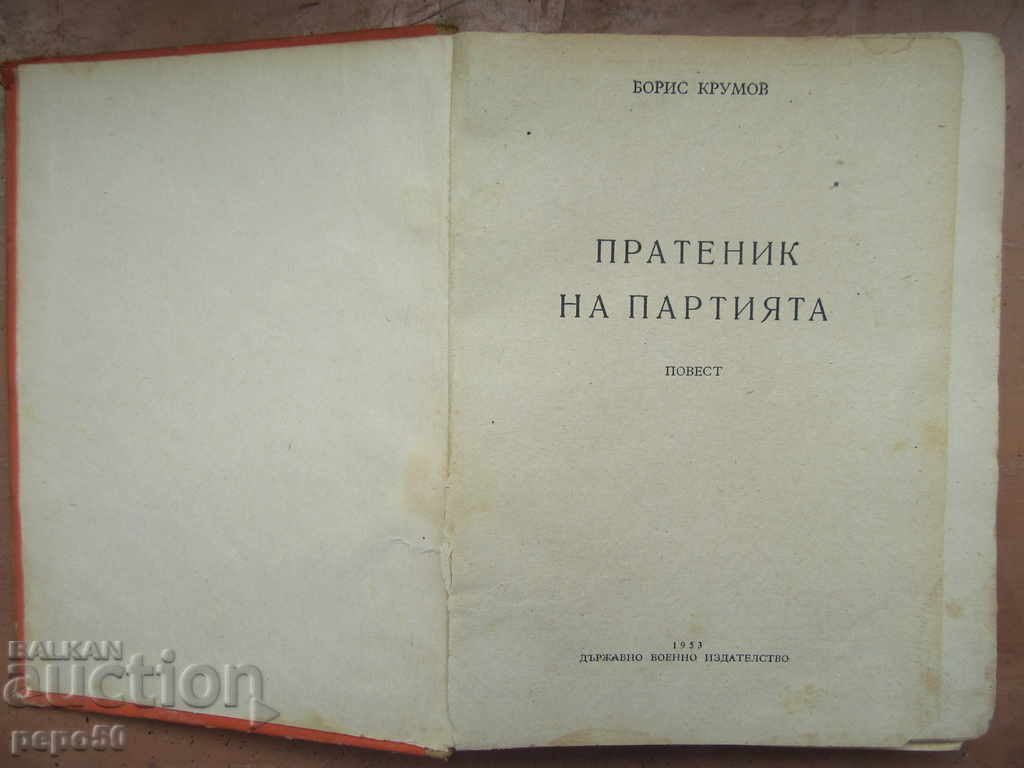 БОРИС КРУМОВ
ПРАТЕНИК
НА ПАРТИЯТА
ПОВЕСТ
1953
ДЪРЖАВНО ВОЕННО ИЗДАТЕЛСТВО
BALKAN
auction
pepo50